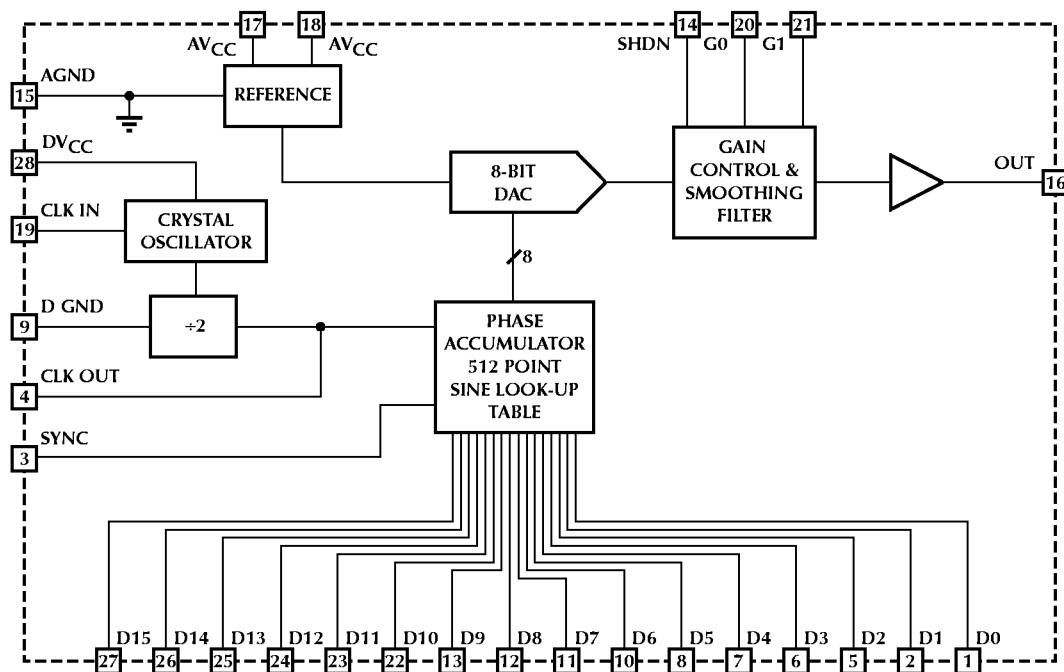 17 18 14 20 21
AVCC AVCC SHDN G0 G1
AGND
15
REFERENCE
DVCC
28
8-BIT
DAC
GAIN
CONTROL &
SMOOTHING
FILTER
OUT
16
CLK IN
19
CRYSTAL
OSCILLATOR
8
D GND
9
÷2
PHASE
ACCUMULATOR
512 POINT
SINE LOOK-UP
TABLE
CLK OUT
4
SYNC
3
D15 D14 D13 D12 D11 D10 D9 D8 D7 D6 D5 D4 D3 D2 D1 D0
27 26 25 24 23 22 13 12 11 10 8 7 6 5 2 1